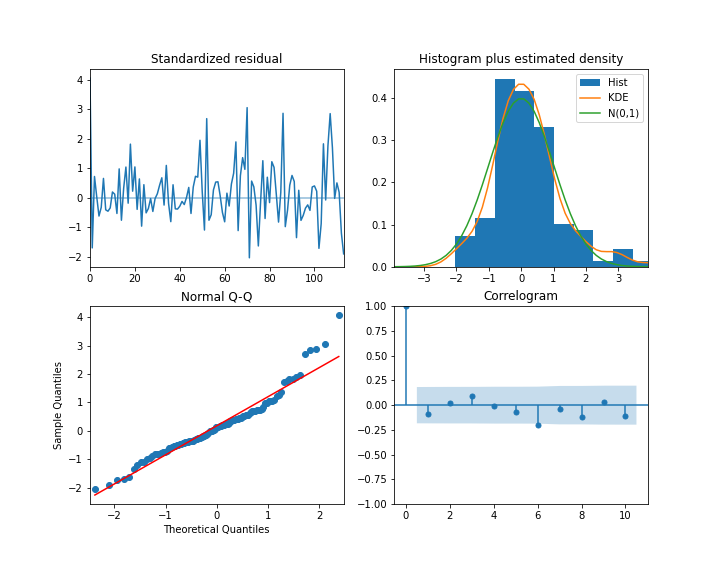 Standardized residual
4
3
2
1
0
−1
−2
0 20 40 60 80 100
Histogram plus estimated density
Hist
KDE
N(0,1)
0.4
0.3
0.2
0.1
0.0
−3 −2 −1 0 1 2 3
Normal Q-Q
Sample Quantiles
4
3
2
1
0
−1
−2
−2 −1 0 1 2
Theoretical Quantiles
Correlogram
1.00
0.75
0.50
0.25
0.00
−0.25
−0.50
−0.75
−1.00
0 2 4 6 8 10